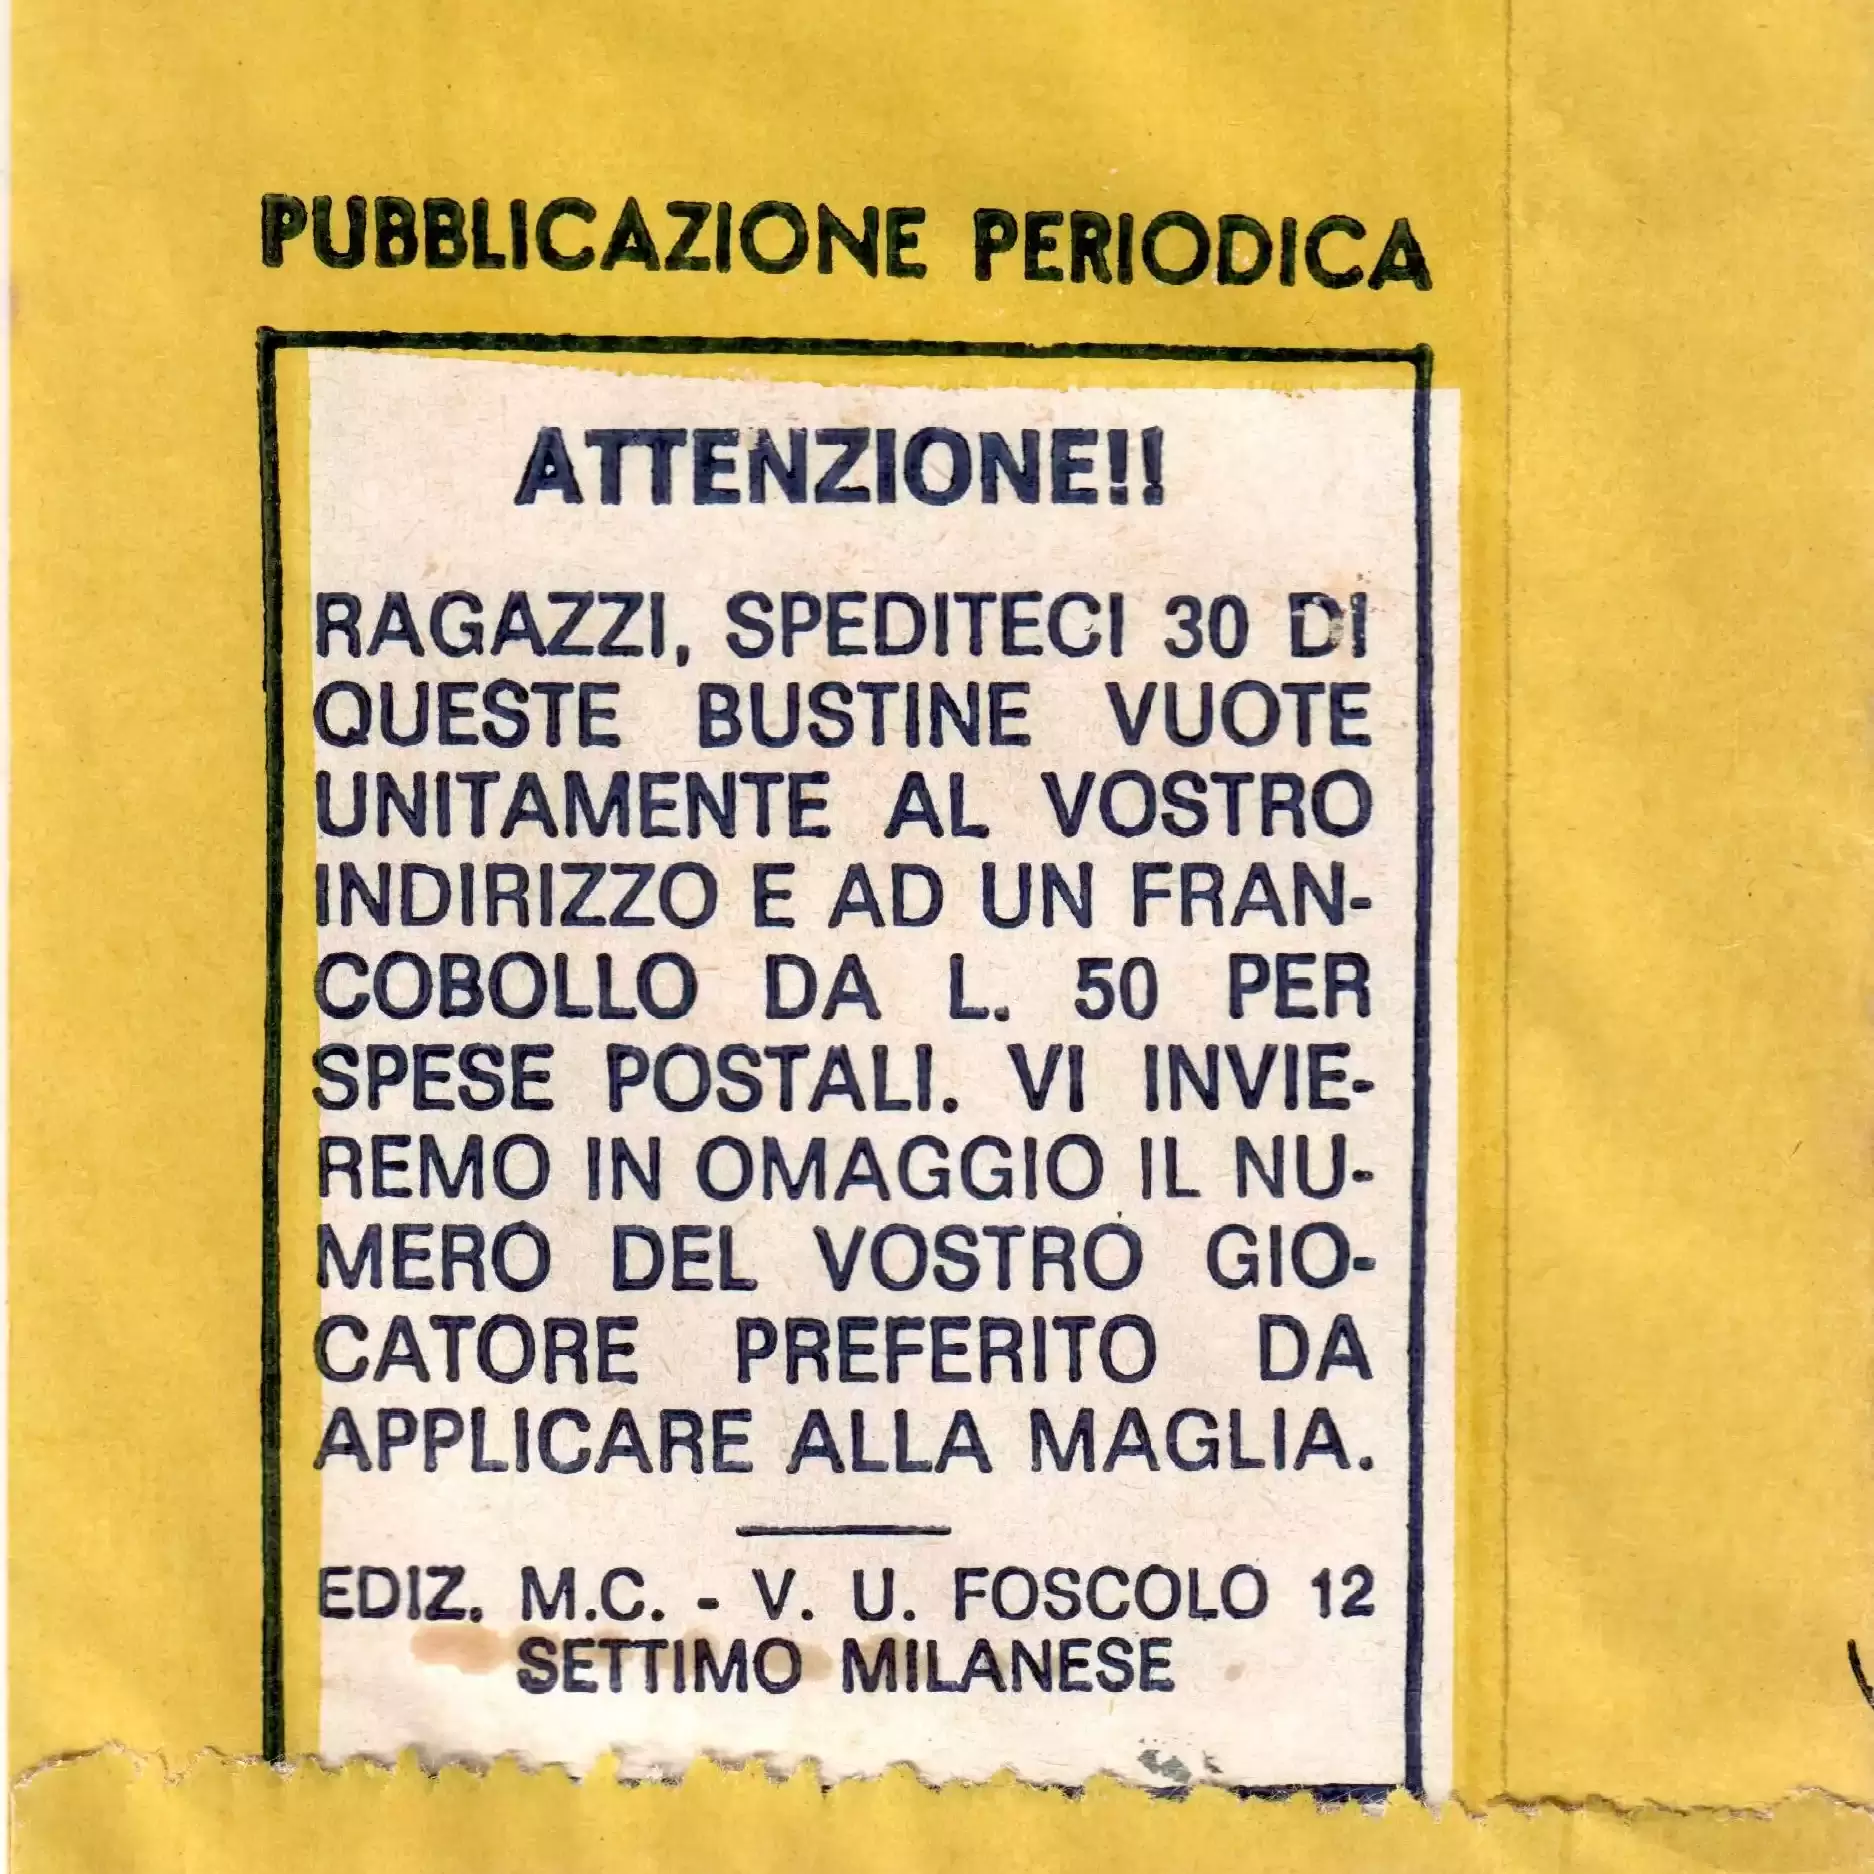 PUBBLICAZIONE PERIODICA
ATTENZIONE!!
RAGAZZI, SPEDITECI 30 DI
QUESTE BUSTINE VUOTE
UNITAMENTE AL VOSTRO
INDIRIZZO E AD UN FRAN-
COBOLLO DA L. 50 PER
SPESE POSTALI. VI INVIE-
REMO IN OMAGGIO IL NU-
MERO DEL VOSTRO GIO-
CATORE PREFERITO DA
APPLICARE ALLA MAGLIA.
EDIZ. M.C. - V. U. FOSCOLO 12
SETTIMO MILANESE